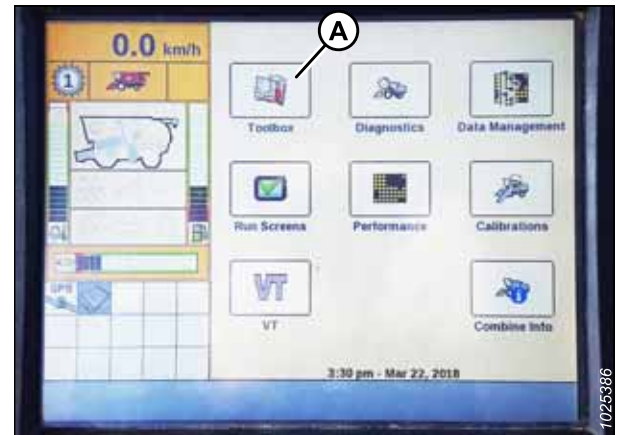 A
0.0 km/h
1
Toolbox
Diagnostics
Data Management
Run Screens
Performance
Calibrations
GPS
VT
VT
Combine Info
3:30 pm - Mar 22, 2018
1025386